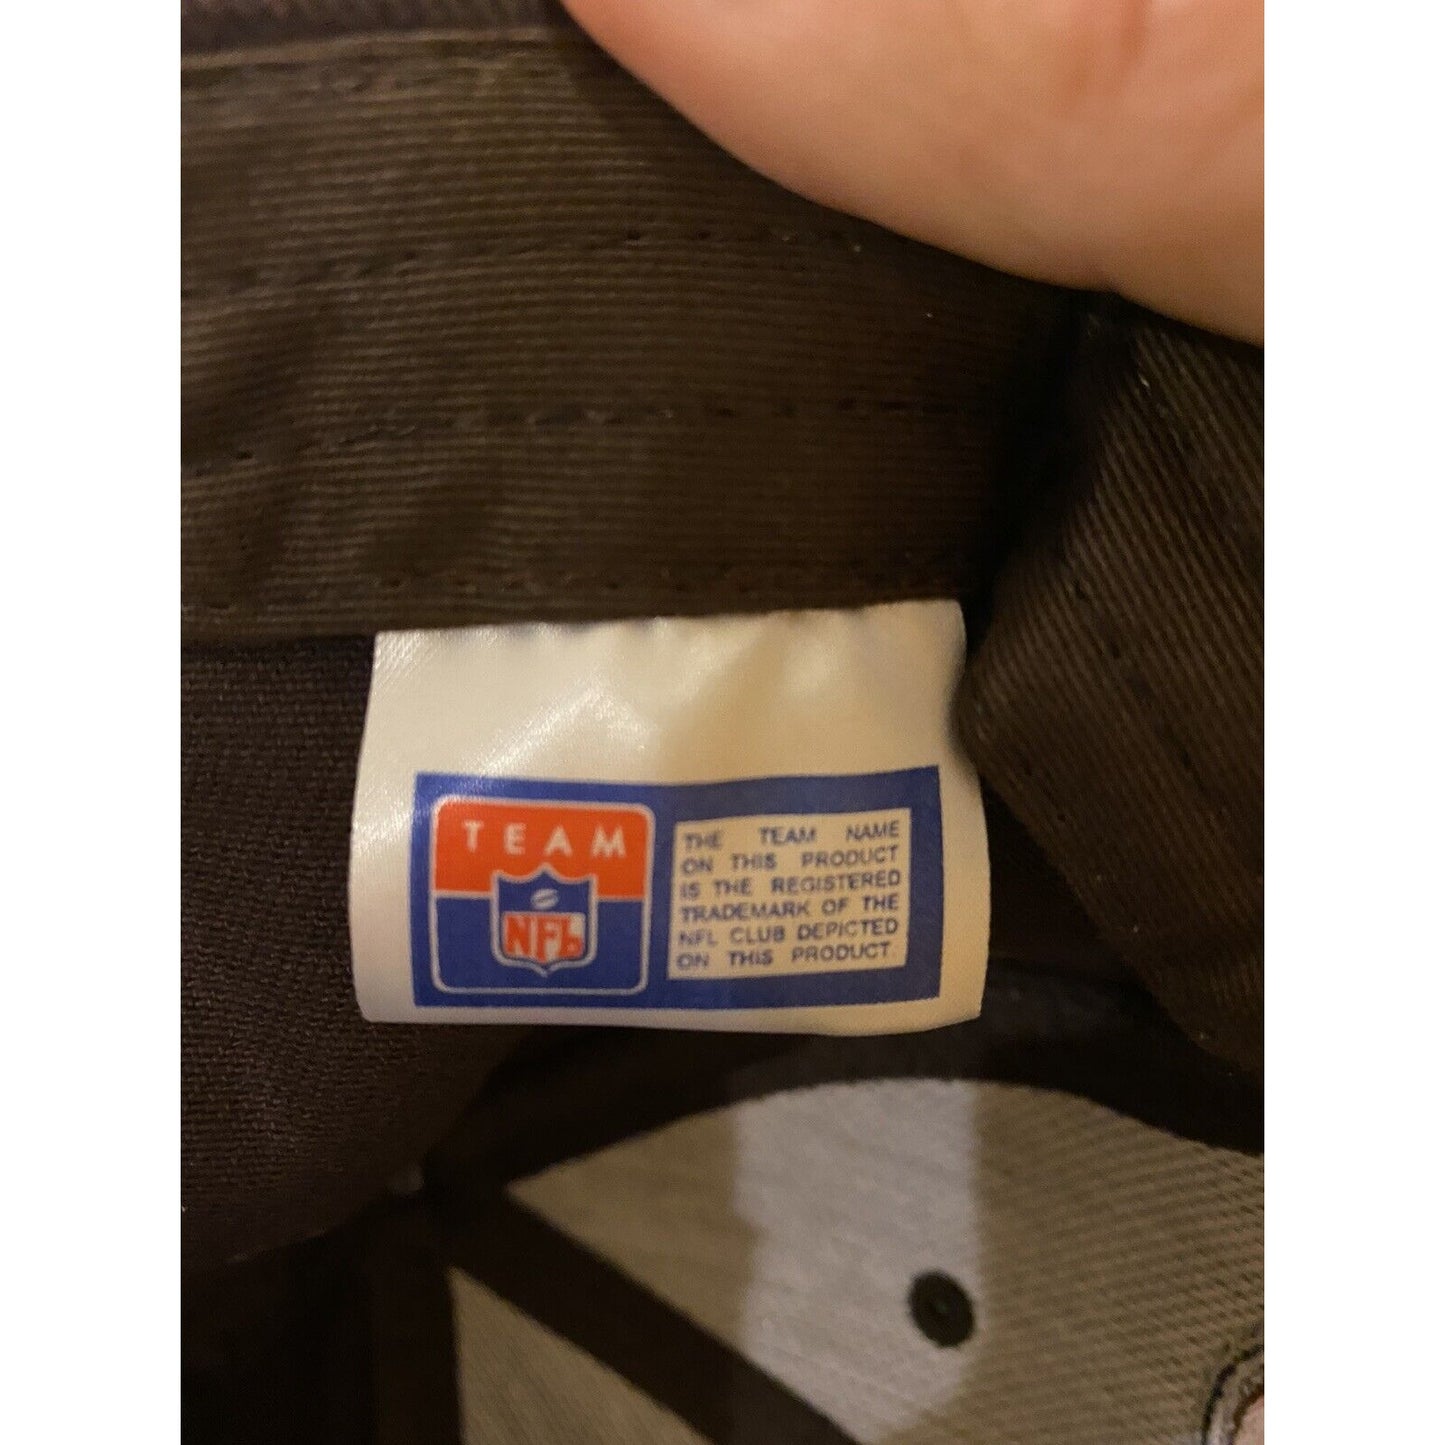 TEAM
NFL
THE TEAM NAME
ON THIS PRODUCT
IS THE REGISTERED
TRADEMARK OF THE
NFL CLUB DEPICTED
ON THIS PRODUCT.